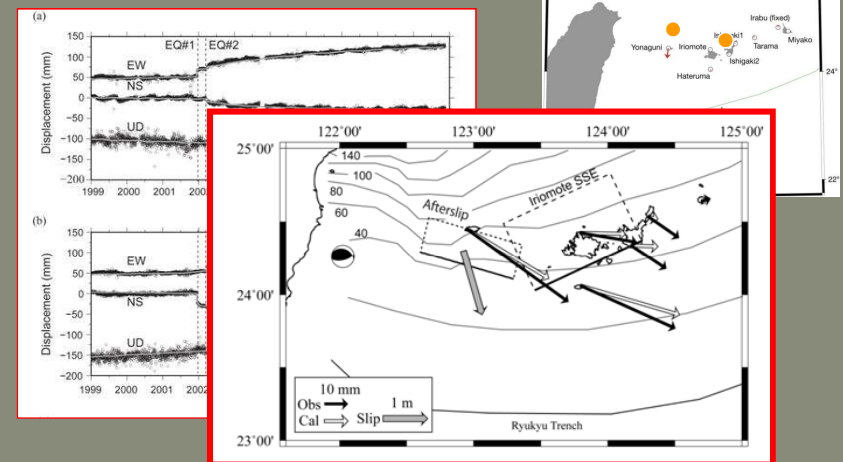 (a)
EQ#1 EQ#2
150
100
50
0
−50
−100
−150
−200
Displacement (mm)
EW
NS
UD
1999 2000 2001 2002
(b)
150
100
50
0
−50
−100
−150
−200
Displacement (mm)
EW
NS
UD
1999 2000 2001 2002
Irabu (fixed)
Miyako
Tarama
Yonaguni
Iriomote
Ishigaki2
Hateruma
24°
22°
122°00' 123°00' 124°00' 125°00'
25°00'
24°00'
23°00'
140
100
80
60
40
Afterslip
Iriomote SSE
10 mm
Obs
Cal
1 m
Slip
Ryukyu Trench